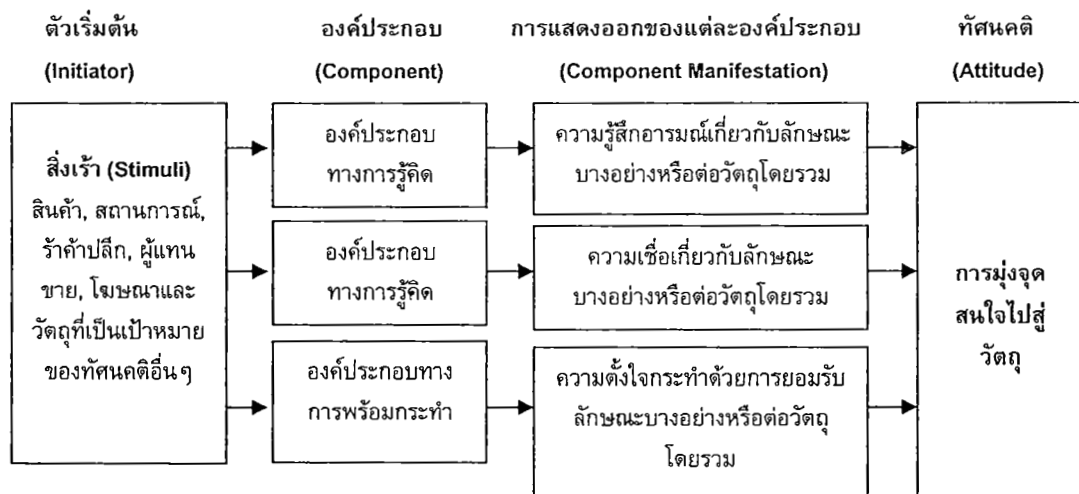 ตัวเริ่มต้น
(Initiator)
องค์ประกอบ
(Component)
การแสดงออกของแต่ละองค์ประกอบ
(Component Manifestation)
ทัศนคติ
(Attitude)
สิ่งเร้า (Stimuli)
สินค้า, สถานการณ์,
ร้าค้าปลีก, ผู้แทน
ขาย, โฆษณาและ
วัตถุที่เป็นเป้าหมาย
ของทัศนคติอื่นๆ
องค์ประกอบ
ทางการรู้คิด
ความรู้สึกอารมณ์เกี่ยวกับลักษณะ
บางอย่างหรือต่อวัตถุโดยรวม
องค์ประกอบ
ทางการรู้คิด
ความเชื่อเกี่ยวกับลักษณะ
บางอย่างหรือต่อวัตถุโดยรวม
องค์ประกอบทาง
การพร้อมกระทำ
ความตั้งใจกระทำด้วยการยอมรับ
ลักษณะบางอย่างหรือต่อวัตถุ
โดยรวม
การมุ่งจุด
สนใจไปสู่
วัตถุ